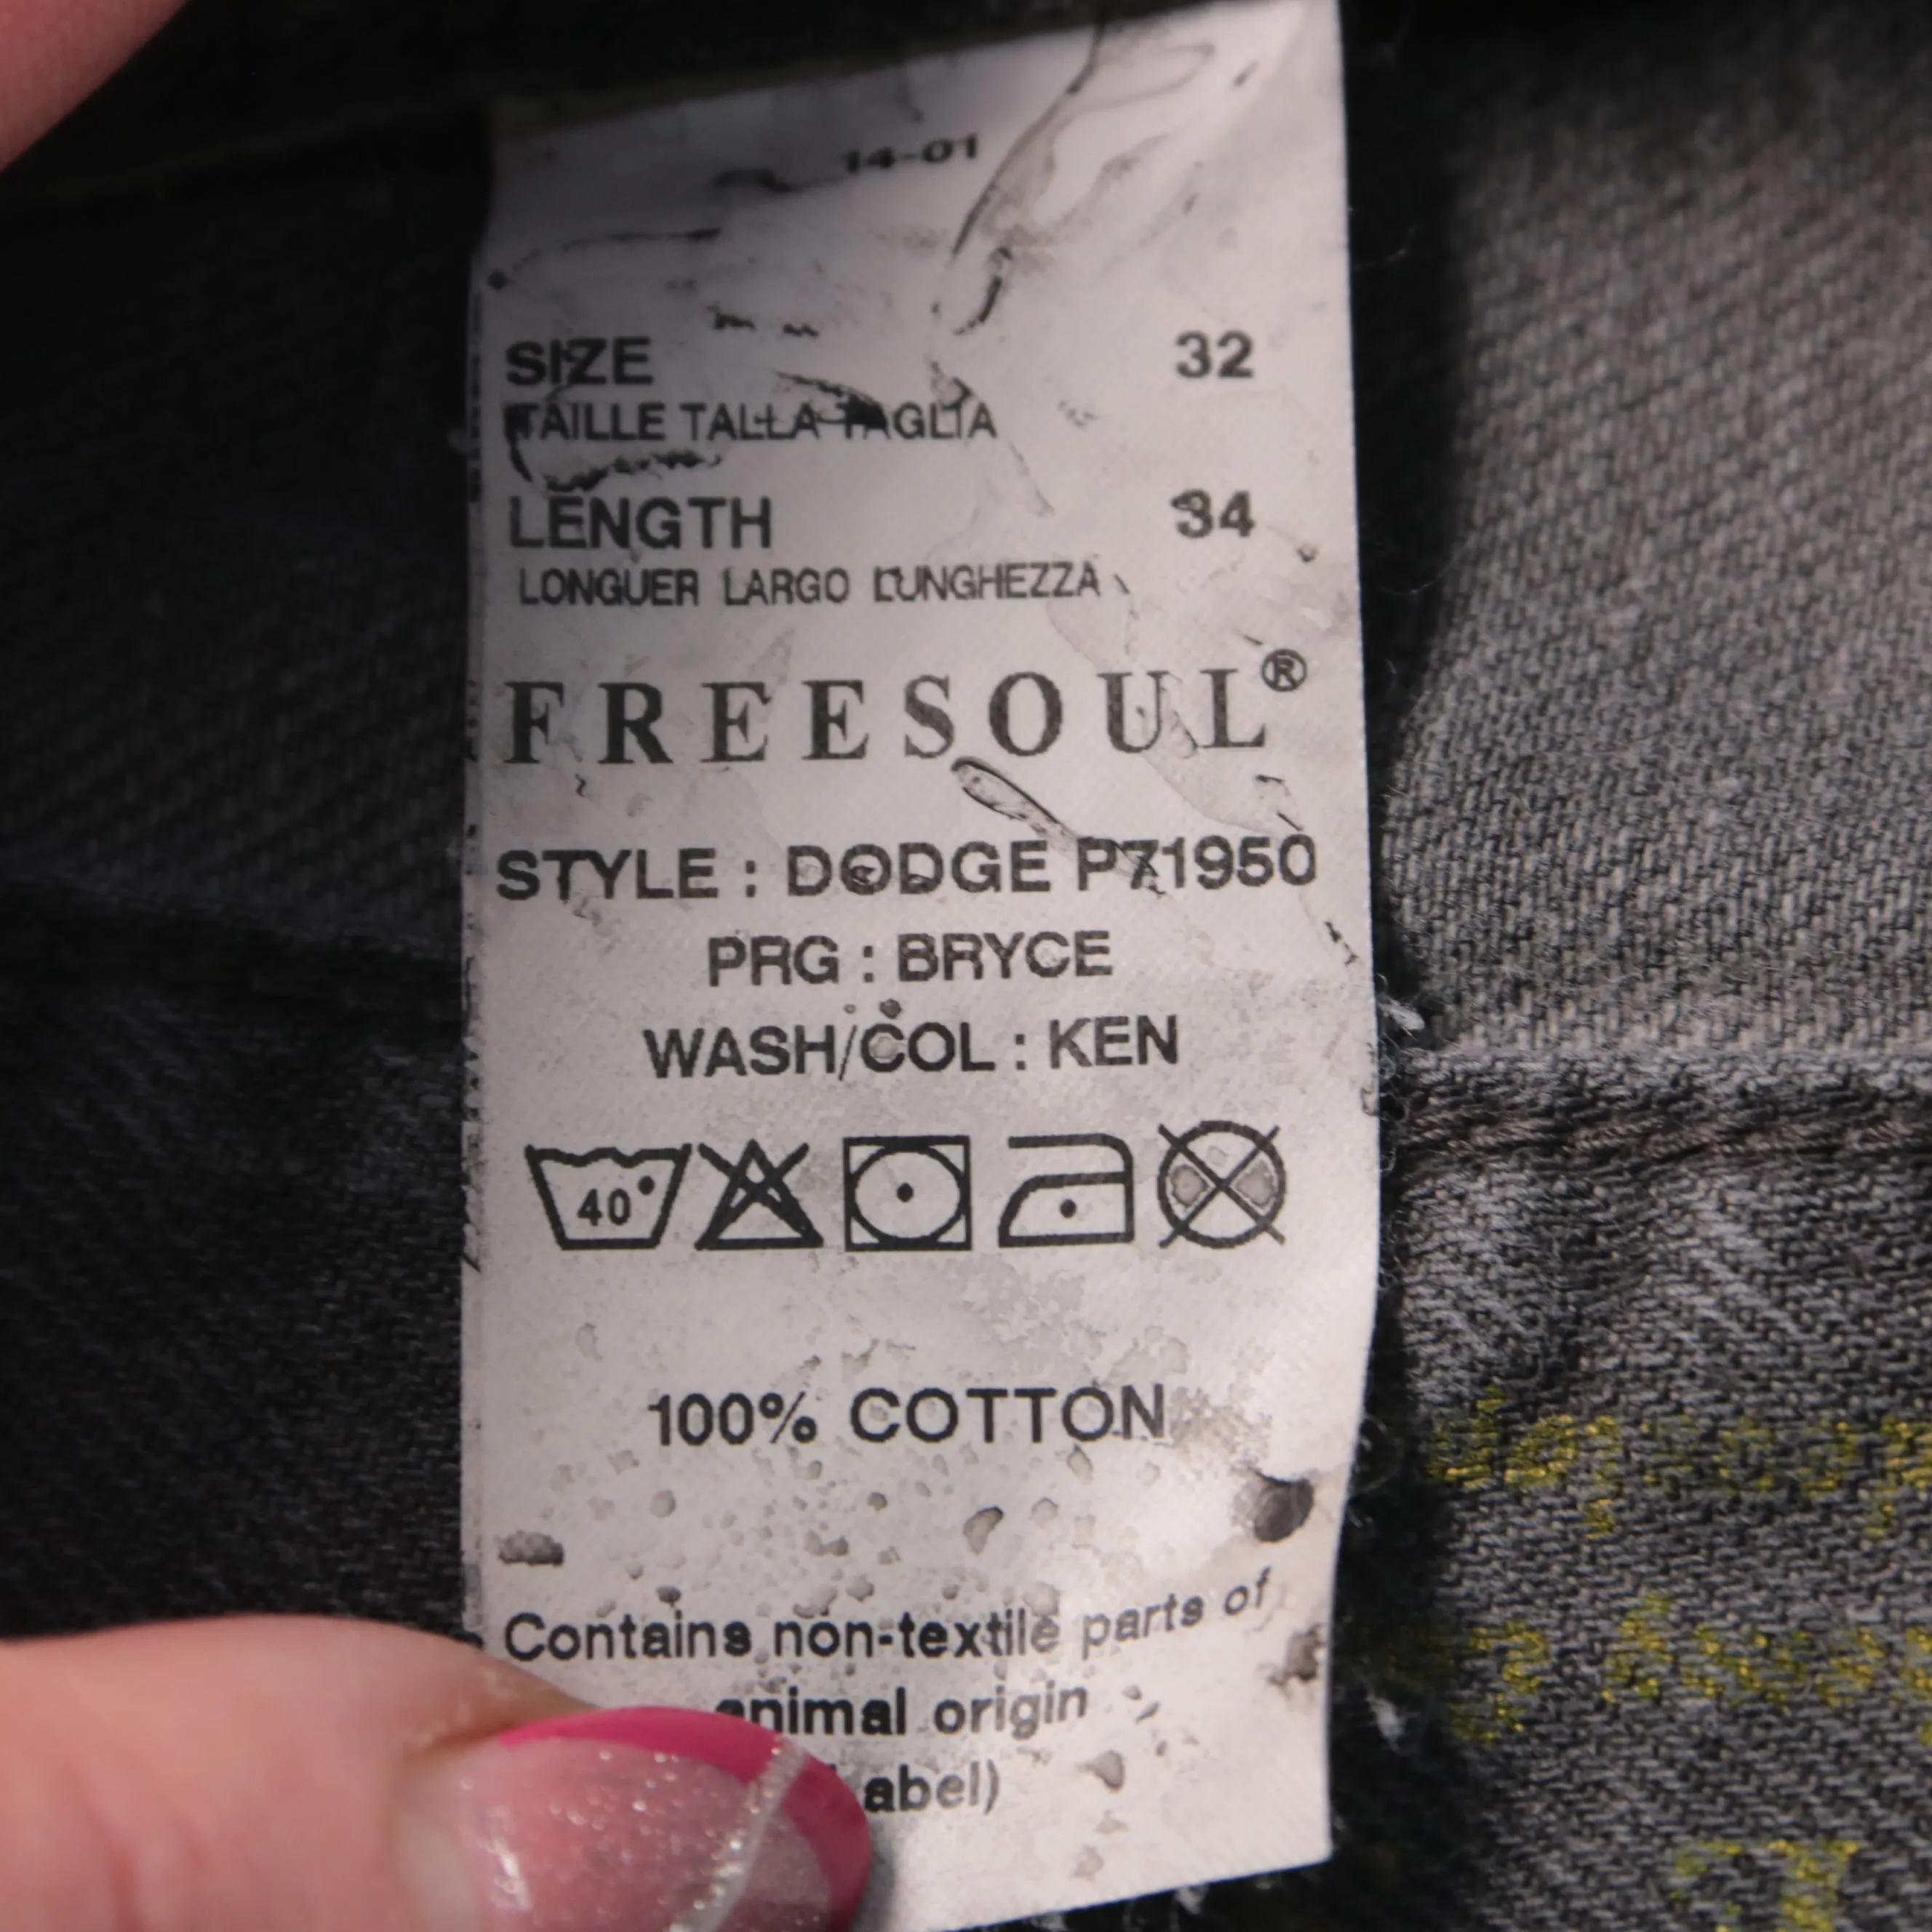 14-01
SIZE 32
TAILLE TALLA TAGLIA
LENGTH 34
LONGUER LARGO LUNGHEZZA
FREESOUL®
STYLE : DODGE P71950
PRG : BRYCE
WASH/COL : KEN
40°
100% COTTON
Contains non-textile parts of
animal origin